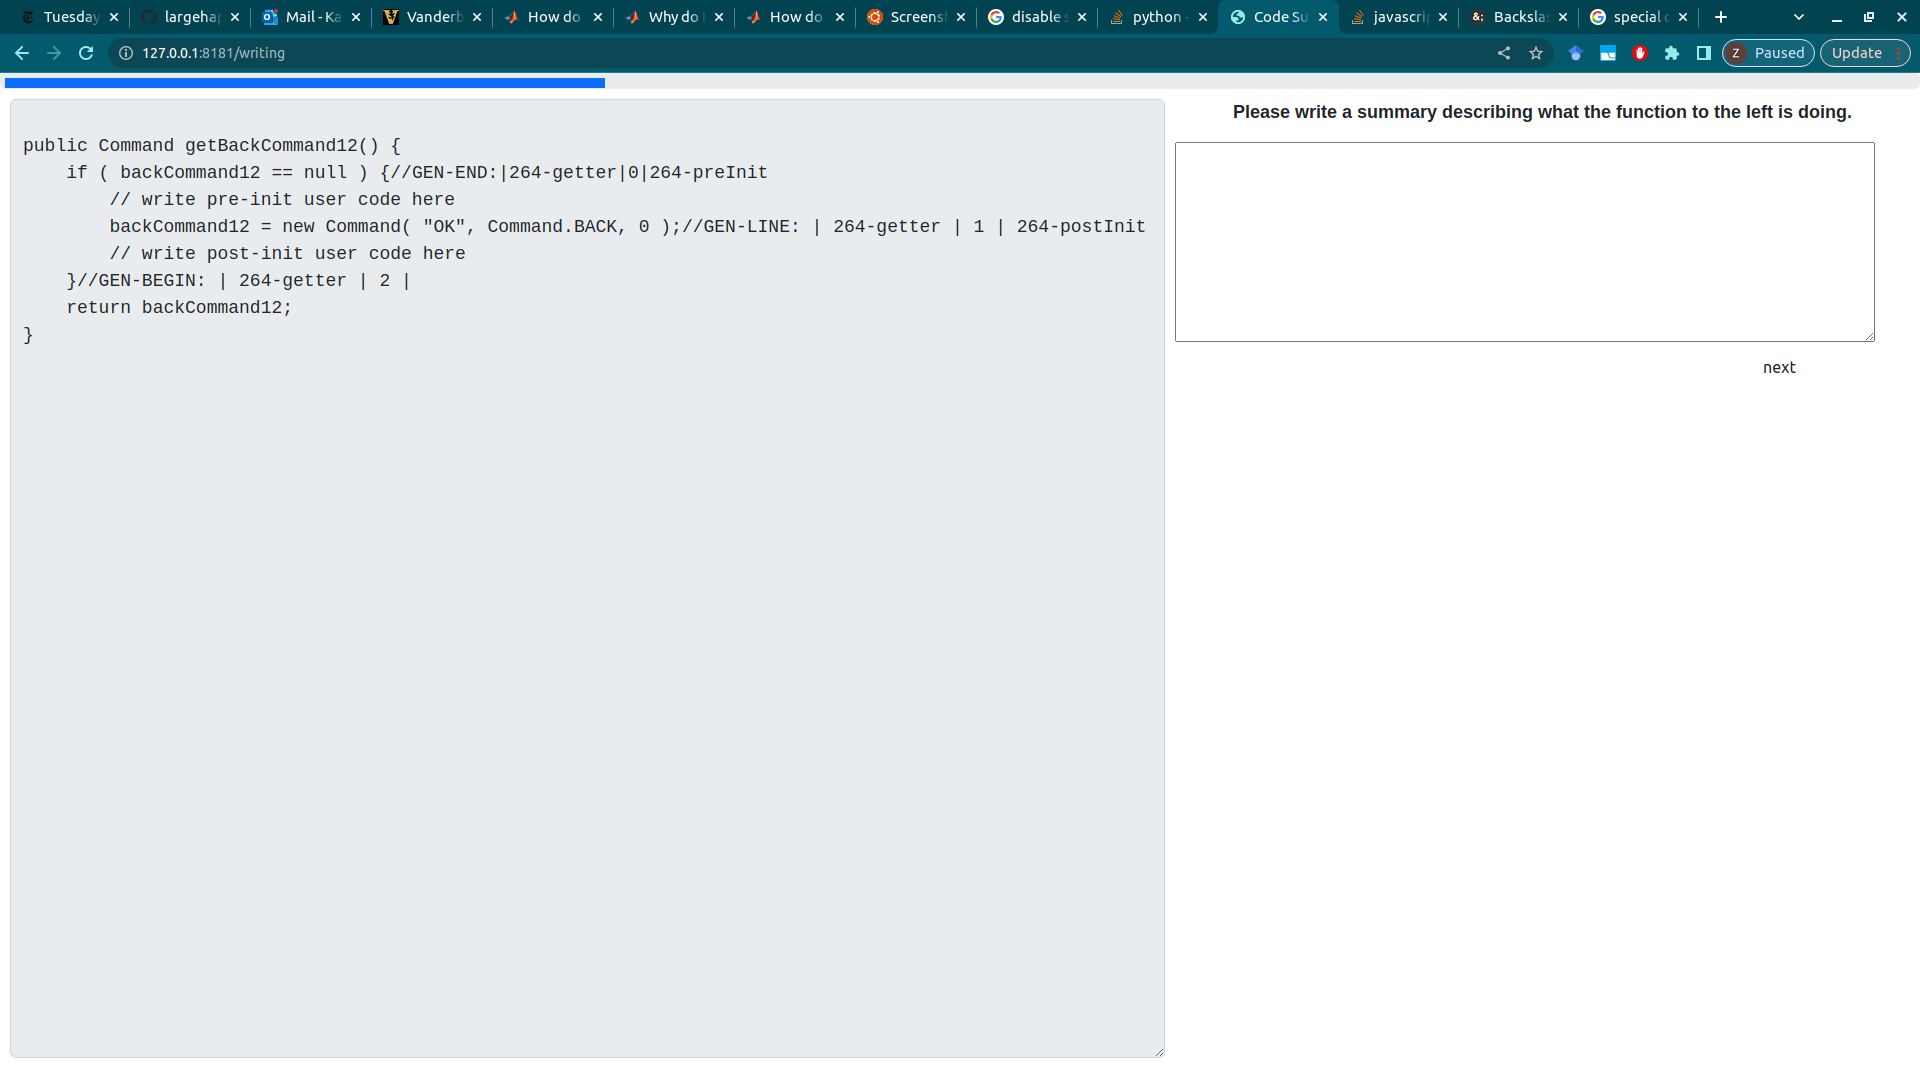 Tuesday
largehap
Mail - Ka
Vanderb
How do
Why do
How do
Screens
disable s
python -
Code Su
javascrip
Backslas
special c
127.0.0.1:8181/writing
Z Paused
Update
Please write a summary describing what the function to the left is doing.
public Command getBackCommand12() {
    if ( backCommand12 == null ) {//GEN-END:|264-getter|0|264-preInit
        // write pre-init user code here
        backCommand12 = new Command( "OK", Command.BACK, 0 );//GEN-LINE: | 264-getter | 1 | 264-postInit
        // write post-init user code here
    }//GEN-BEGIN: | 264-getter | 2 |
    return backCommand12;
}
next